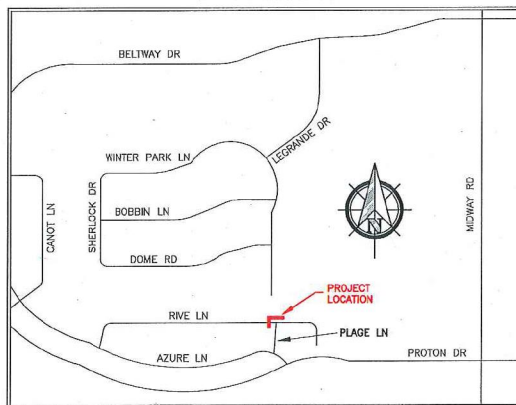 BELTWAY DR
LEGRANDE DR
WINTER PARK LN
CANOT LN
SHERLOCK DR
BOBBIN LN
MIDWAY RD
N
DOME RD
PROJECT
LOCATION
RIVE LN
PLAGE LN
AZURE LN
PROTON DR